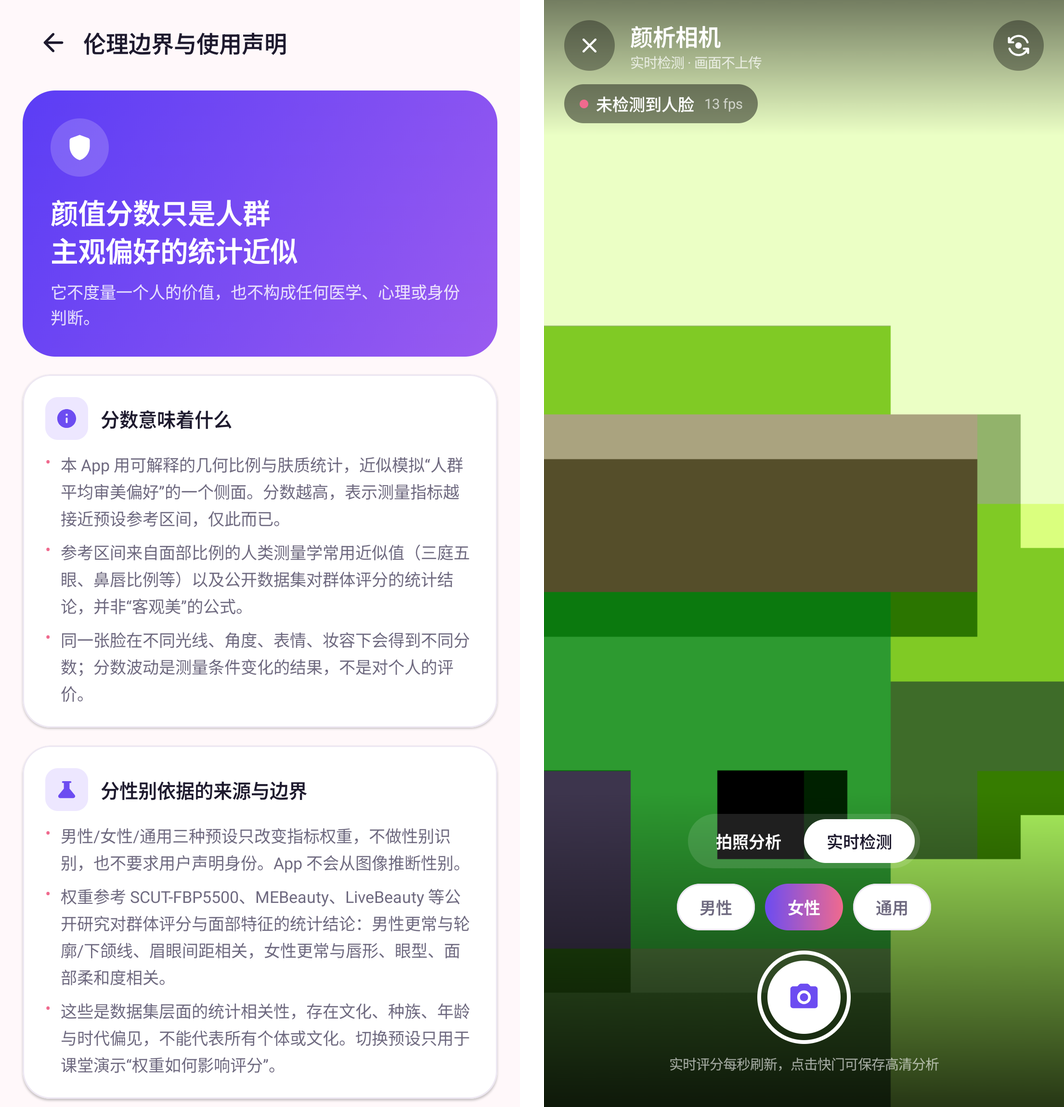 伦理边界与使用声明
颜值分数只是人群
主观偏好的统计近似
它不度量一个人的价值，也不构成任何医学、心理或身份
判断。
分数意味着什么
本 App 用可解释的几何比例与肤质统计，近似模拟“人群
平均审美偏好”的一个侧面。分数越高，表示测量指标越
接近预设参考区间，仅此而已。
参考区间来自面部比例的人类测量学常用近似值（三庭五
眼、鼻唇比例等）以及公开数据集对群体评分的统计结
论，并非“客观美”的公式。
同一张脸在不同光线、角度、表情、妆容下会得到不同分
数；分数波动是测量条件变化的结果，不是对个人的评
价。
分性别依据的来源与边界
男性/女性/通用三种预设只改变指标权重，不做性别识
别，也不要求用户声明身份。App 不会从图像推断性别。
权重参考 SCUT-FBP5500、MEBeauty、LiveBeauty 等公
开研究对群体评分与面部特征的统计结论：男性更常与轮
廓/下颌线、眉眼间距相关，女性更常与唇形、眼型、面
部柔和度相关。
这些是数据集层面的统计相关性，存在文化、种族、年龄
与时代偏见，不能代表所有个体或文化。切换预设只用于
课堂演示“权重如何影响评分”。
颜析相机
实时检测 · 画面不上传
未检测到人脸 13 fps
拍照分析 实时检测
男性 女性 通用
实时评分每秒刷新，点击快门可保存高清分析